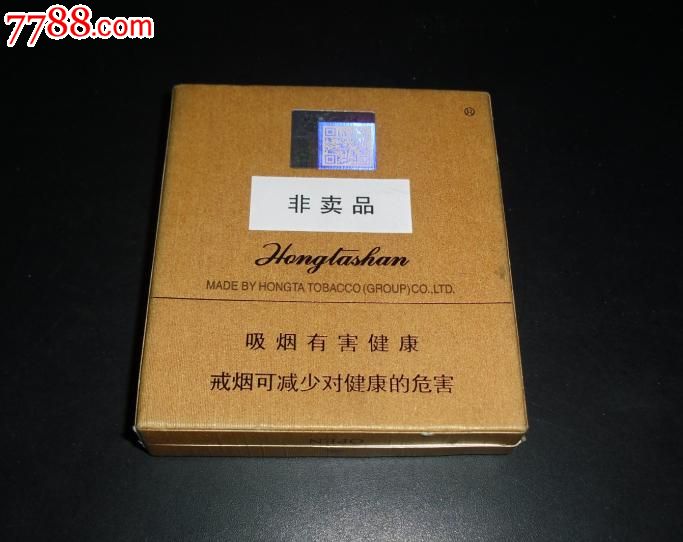 7788.com
®
非卖品
Hongtashan
MADE BY HONGTA TOBACCO (GROUP) CO.,LTD.
吸烟有害健康
戒烟可减少对健康的危害